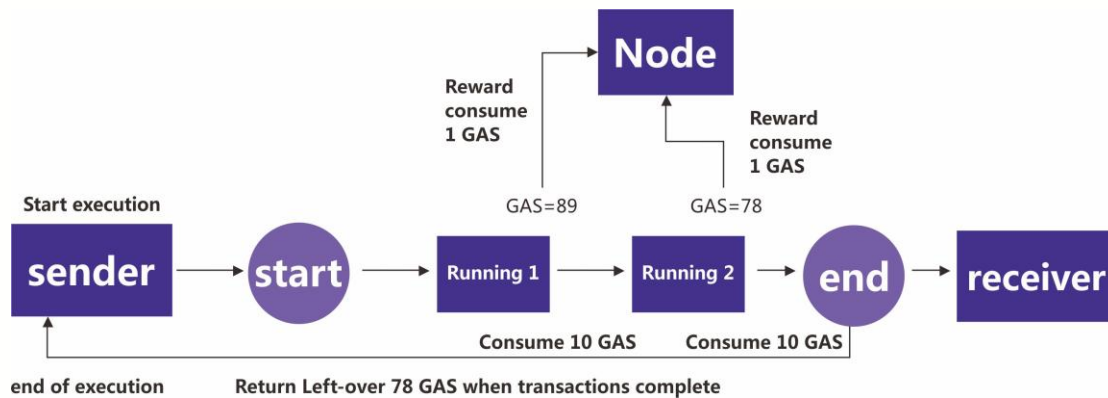 Node
Reward
consume
1 GAS
Reward
consume
1 GAS
GAS=89
GAS=78
Start execution
sender
start
Running 1
Running 2
end
receiver
Consume 10 GAS
Consume 10 GAS
end of execution
Return Left-over 78 GAS when transactions complete